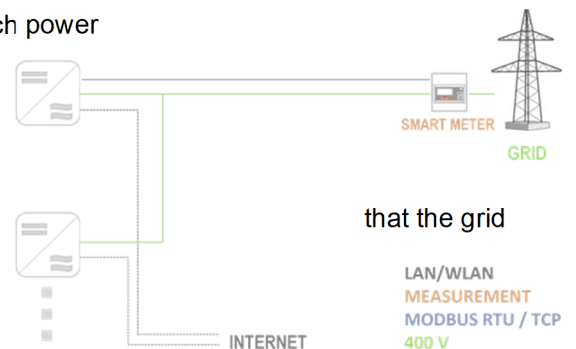 ch power
SMART METER
GRID
that the grid
LAN/WLAN
MEASUREMENT
MODBUS RTU / TCP
INTERNET
400 V